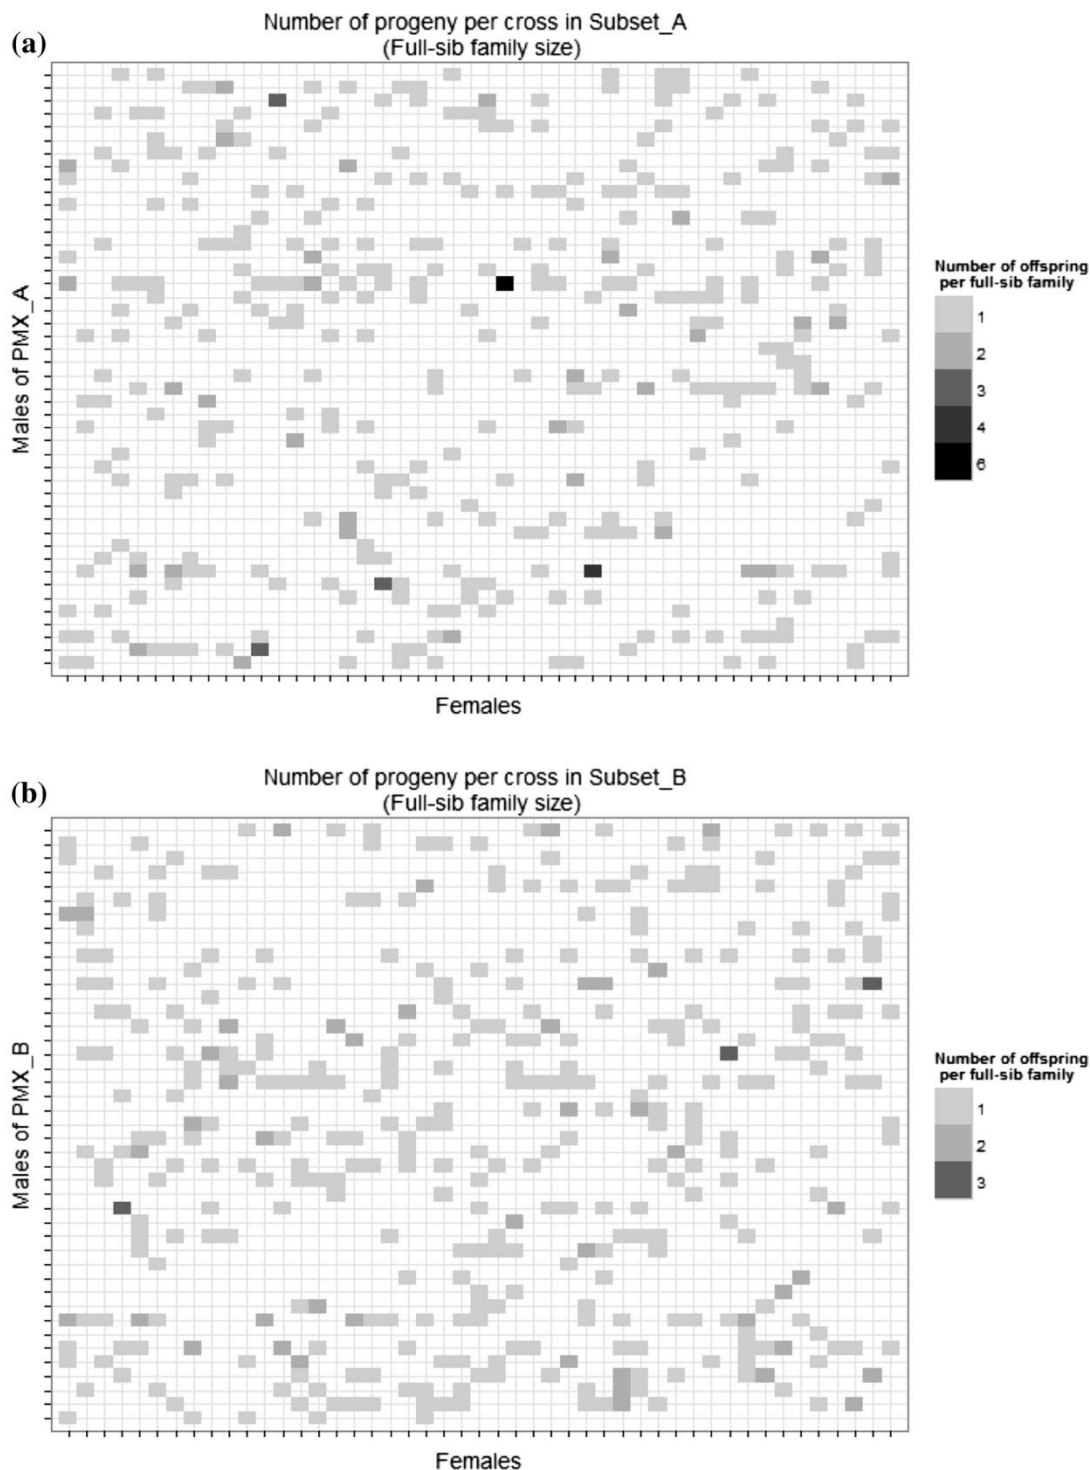 (a)
Number of progeny per cross in Subset_A
(Full-sib family size)
Males of PMX_A
Females
Number of offspring
per full-sib family
1
2
3
4
6
(b)
Number of progeny per cross in Subset_B
(Full-sib family size)
Males of PMX_B
Females
Number of offspring
per full-sib family
1
2
3